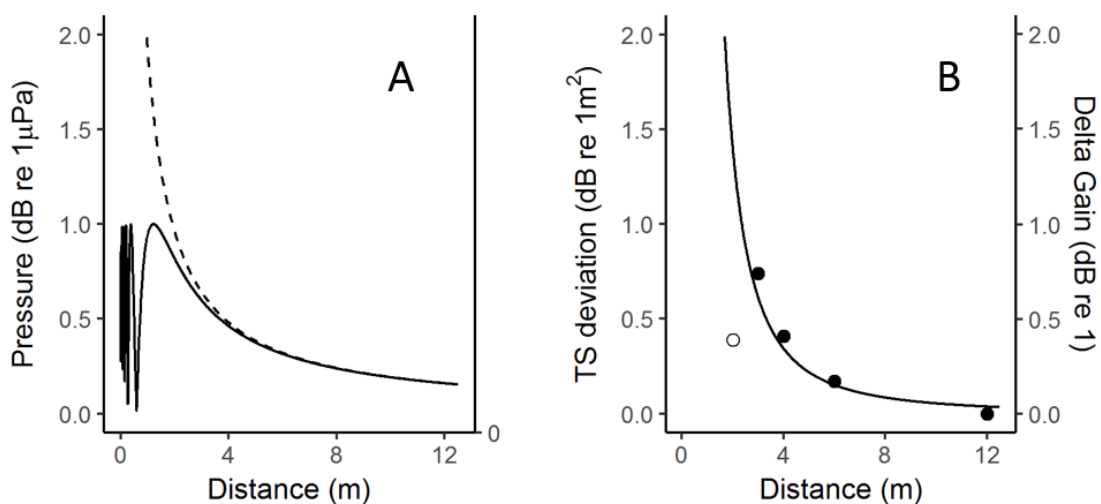 A
Pressure (dB re 1µPa)
2.0
1.5
1.0
0.5
0.0
0
0 4 8 12
Distance (m)
B
TS deviation (dB re 1m²)
2.0
1.5
1.0
0.5
0.0
Delta Gain (dB re 1)
2.0
1.5
1.0
0.5
0.0
0 4 8 12
Distance (m)